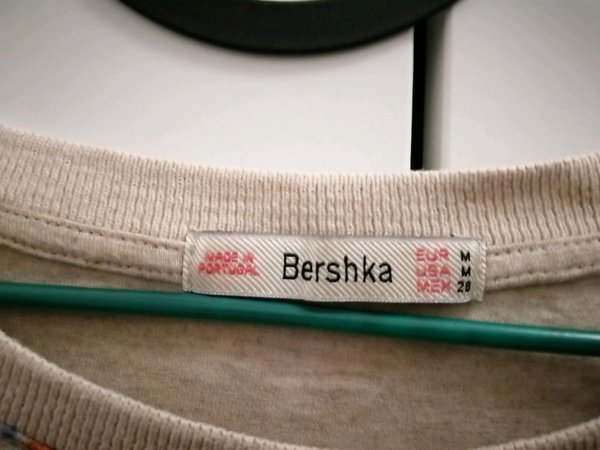 MADE IN
PORTUGAL
Bershka
EUR M
USA M
MEX 28